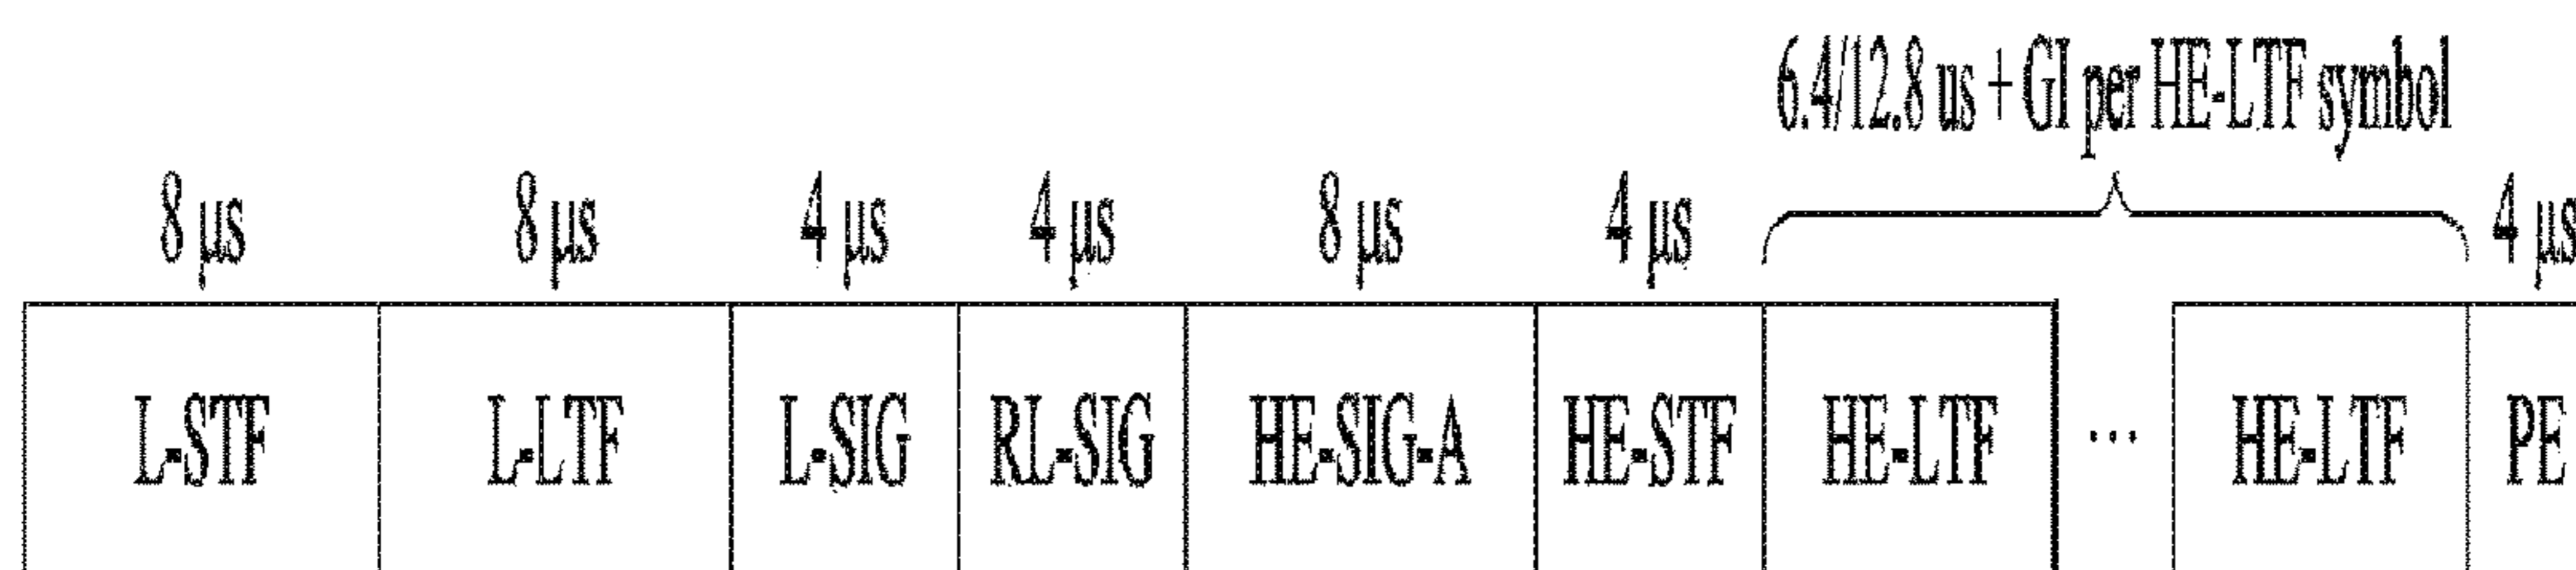 6.4/12.8 us + GI per HE-LTF symbol
8 μs 8 μs 4 μs 4 μs 8 μs 4 μs 4 μs
L-STF L-LTF L-SIG RL-SIG HE-SIG-A HE-STF HE-LTF ... HE-LTF PE